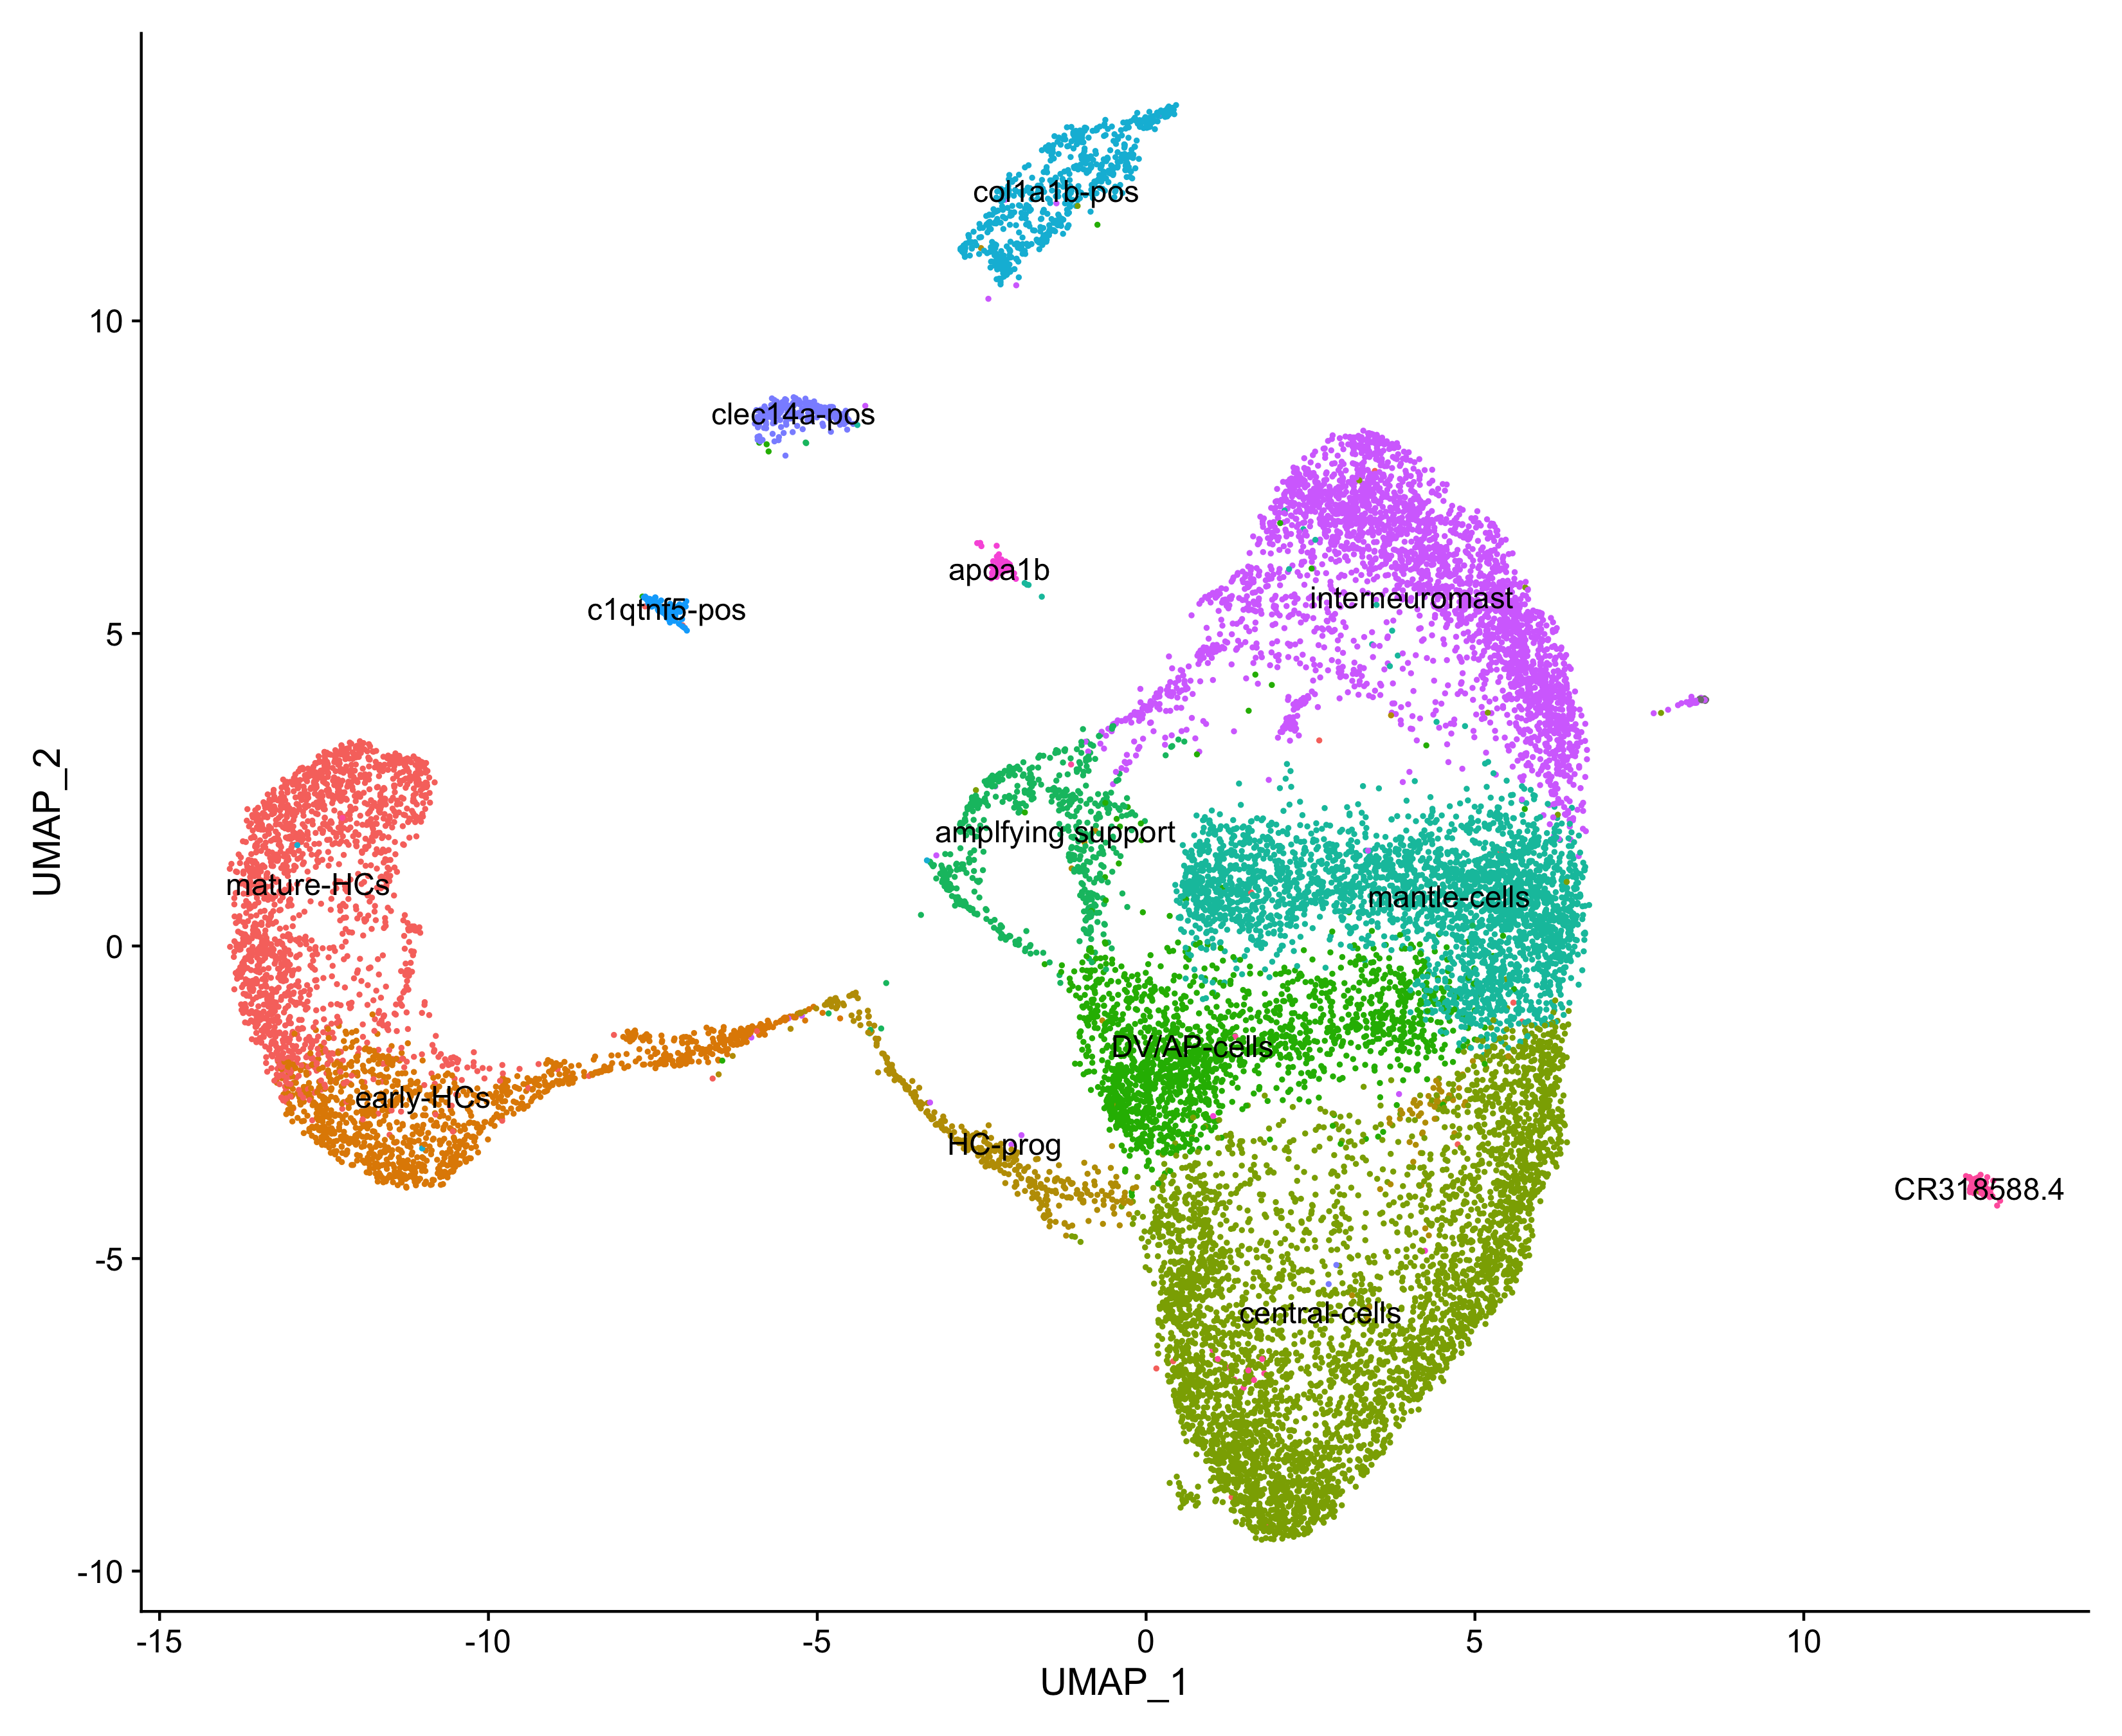 UMAP_2
10
5
0
-5
-10
col1a1b-pos
clec14a-pos
apoa1b
c1qtnf5-pos
interneuromast
amplfying support
mature-HCs
mantle-cells
DV/AP-cells
early-HCs
HC-prog
CR318588.4
central-cells
-15
-10
-5
0
5
10
UMAP_1